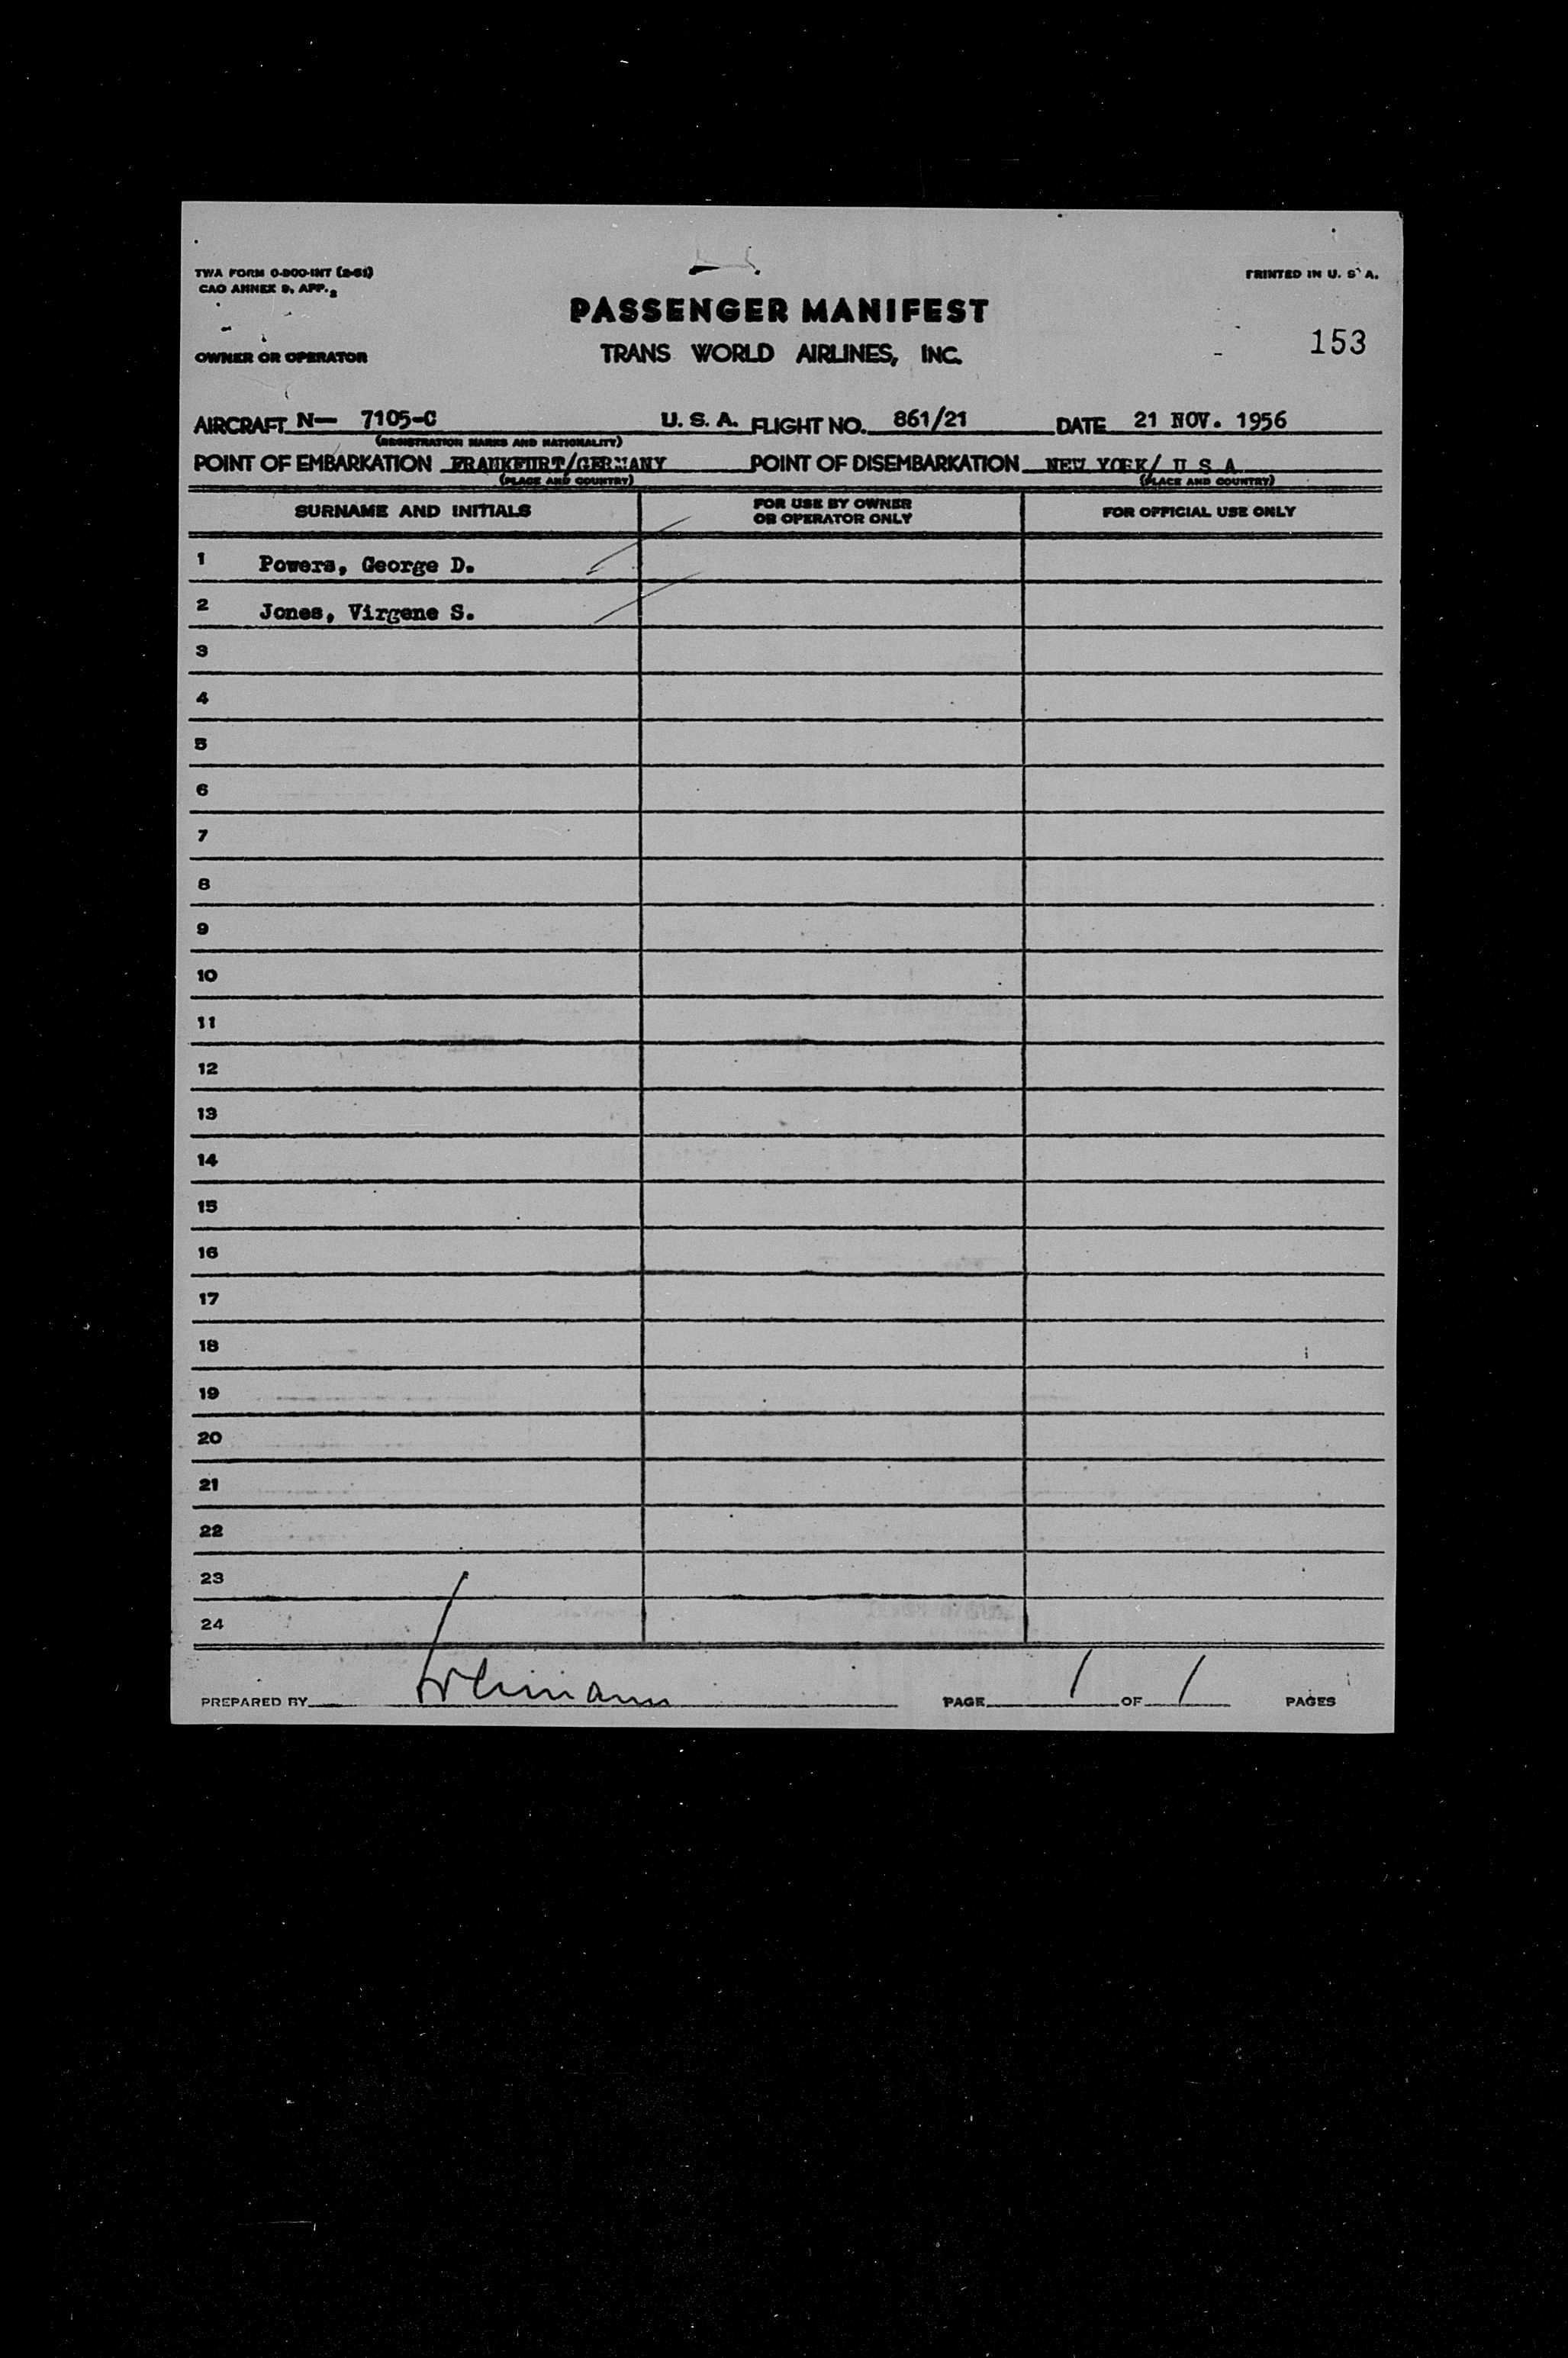 TWA FORM O-800-INT (2-51)
CAO ANNEX 9, APP. 2
PRINTED IN U. S A.
PASSENGER MANIFEST
153
OWNER OR OPERATOR TRANS WORLD AIRLINES, INC.
AIRCRAFT N— 7105-C U. S. A. FLIGHT NO. 861/21 DATE 21 NOV. 1956
(REGISTRATION MARKS AND NATIONALITY)
POINT OF EMBARKATION FRANKFURT/GERMANY POINT OF DISEMBARKATION NEW YORK/ U S A
(PLACE AND COUNTRY) (PLACE AND COUNTRY)
SURNAME AND INITIALS FOR USE BY OWNER OR OPERATOR ONLY FOR OFFICIAL USE ONLY
1 Powers, George D.
2 Jones, Virgene S.
3
4
5
6
7
8
9
10
11
12
13
14
15
16
17
18
19
20
21
22
23
24
PREPARED BY PAGE 1 OF 1 PAGES